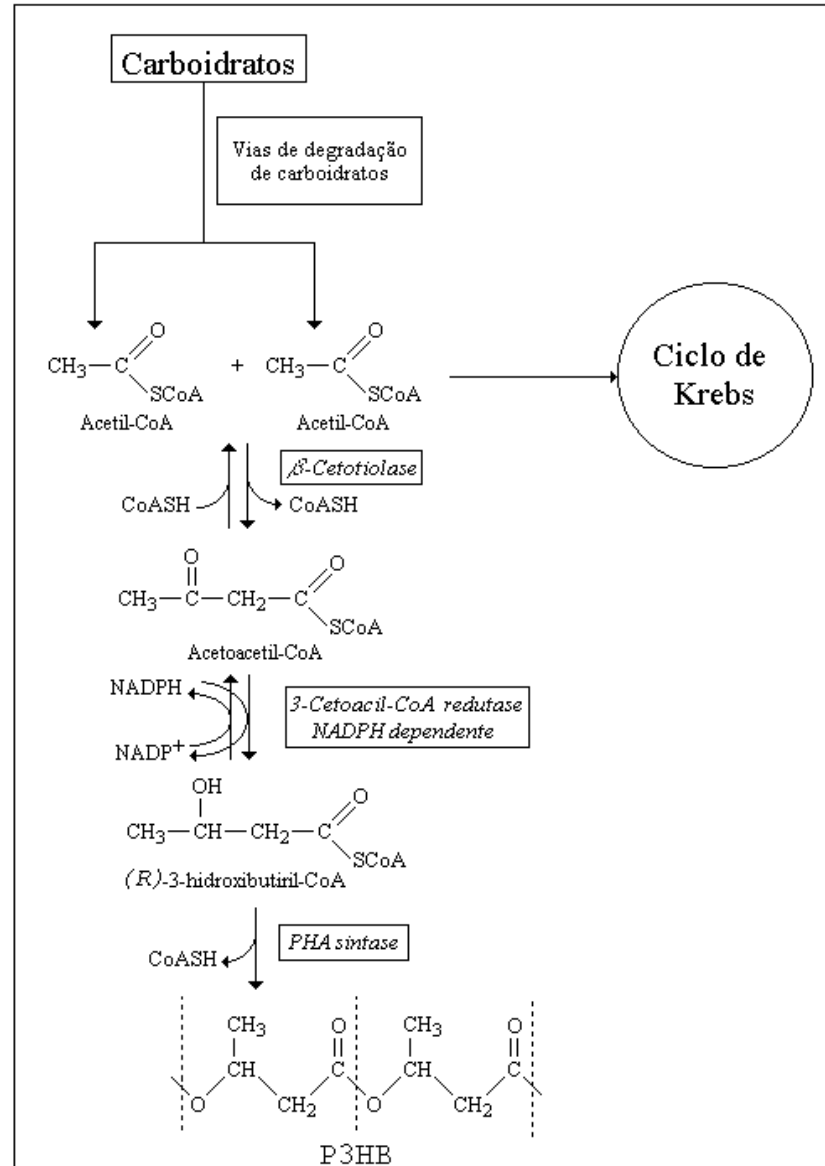 Carboidratos
Vias de degradação
de carboidratos
O
O
CH₃—C
+
CH₃—C
SCoA
SCoA
Acetil-CoA
Acetil-CoA
Ciclo de
Krebs
β-Cetotiolase
CoASH
CoASH
O
O
CH₃—C—CH₂—C
SCoA
Acetoacetil-CoA
NADPH
3-Cetoacil-CoA redutase
NADPH dependente
NADP⁺
OH
O
CH₃—CH—CH₂—C
SCoA
(R)-3-hidroxibutiril-CoA
PHA sintase
CoASH
CH₃
O
CH₃
O
CH
C
CH
C
O
CH₂
O
CH₂
P3HB